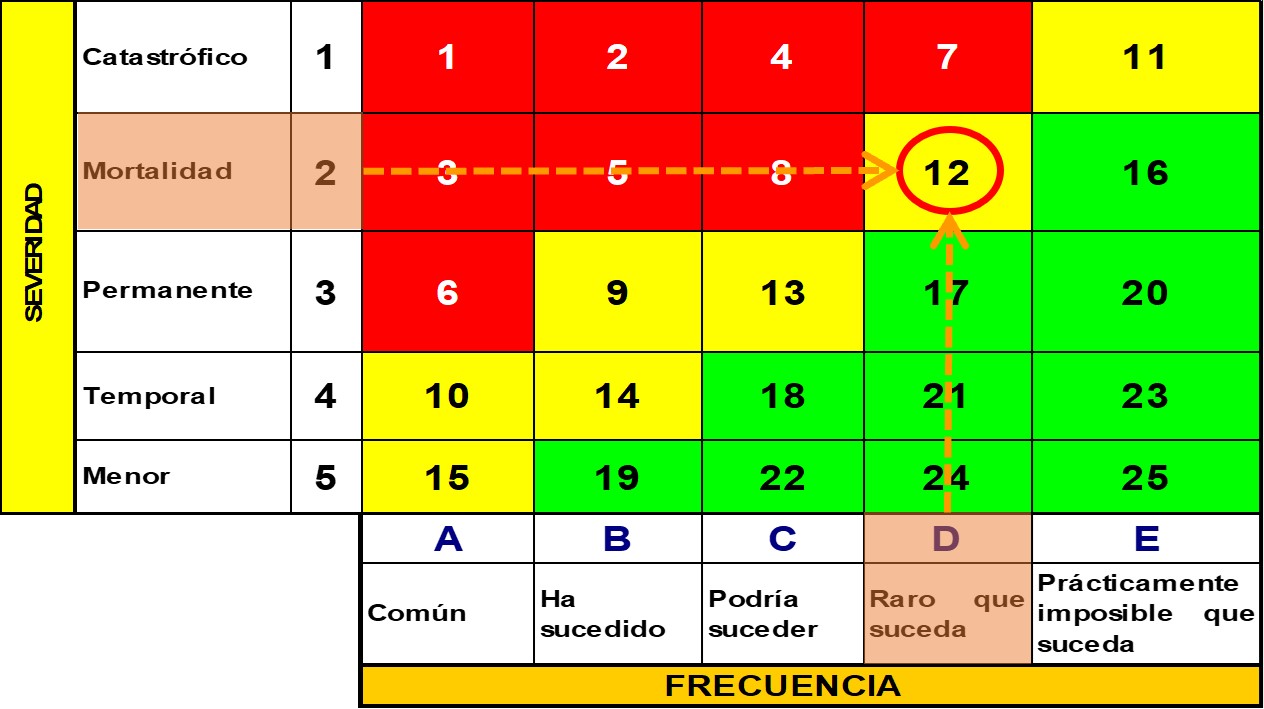 SEVERIDAD
Catastrófico 1 1 2 4 7 11
Mortalidad 2 3 5 8 12 16
Permanente 3 6 9 13 17 20
Temporal 4 10 14 18 21 23
Menor 5 15 19 22 24 25
A B C D E
Común
Ha
sucedido
Podría
suceder
Raro que
suceda
Prácticamente
imposible que
suceda
FRECUENCIA